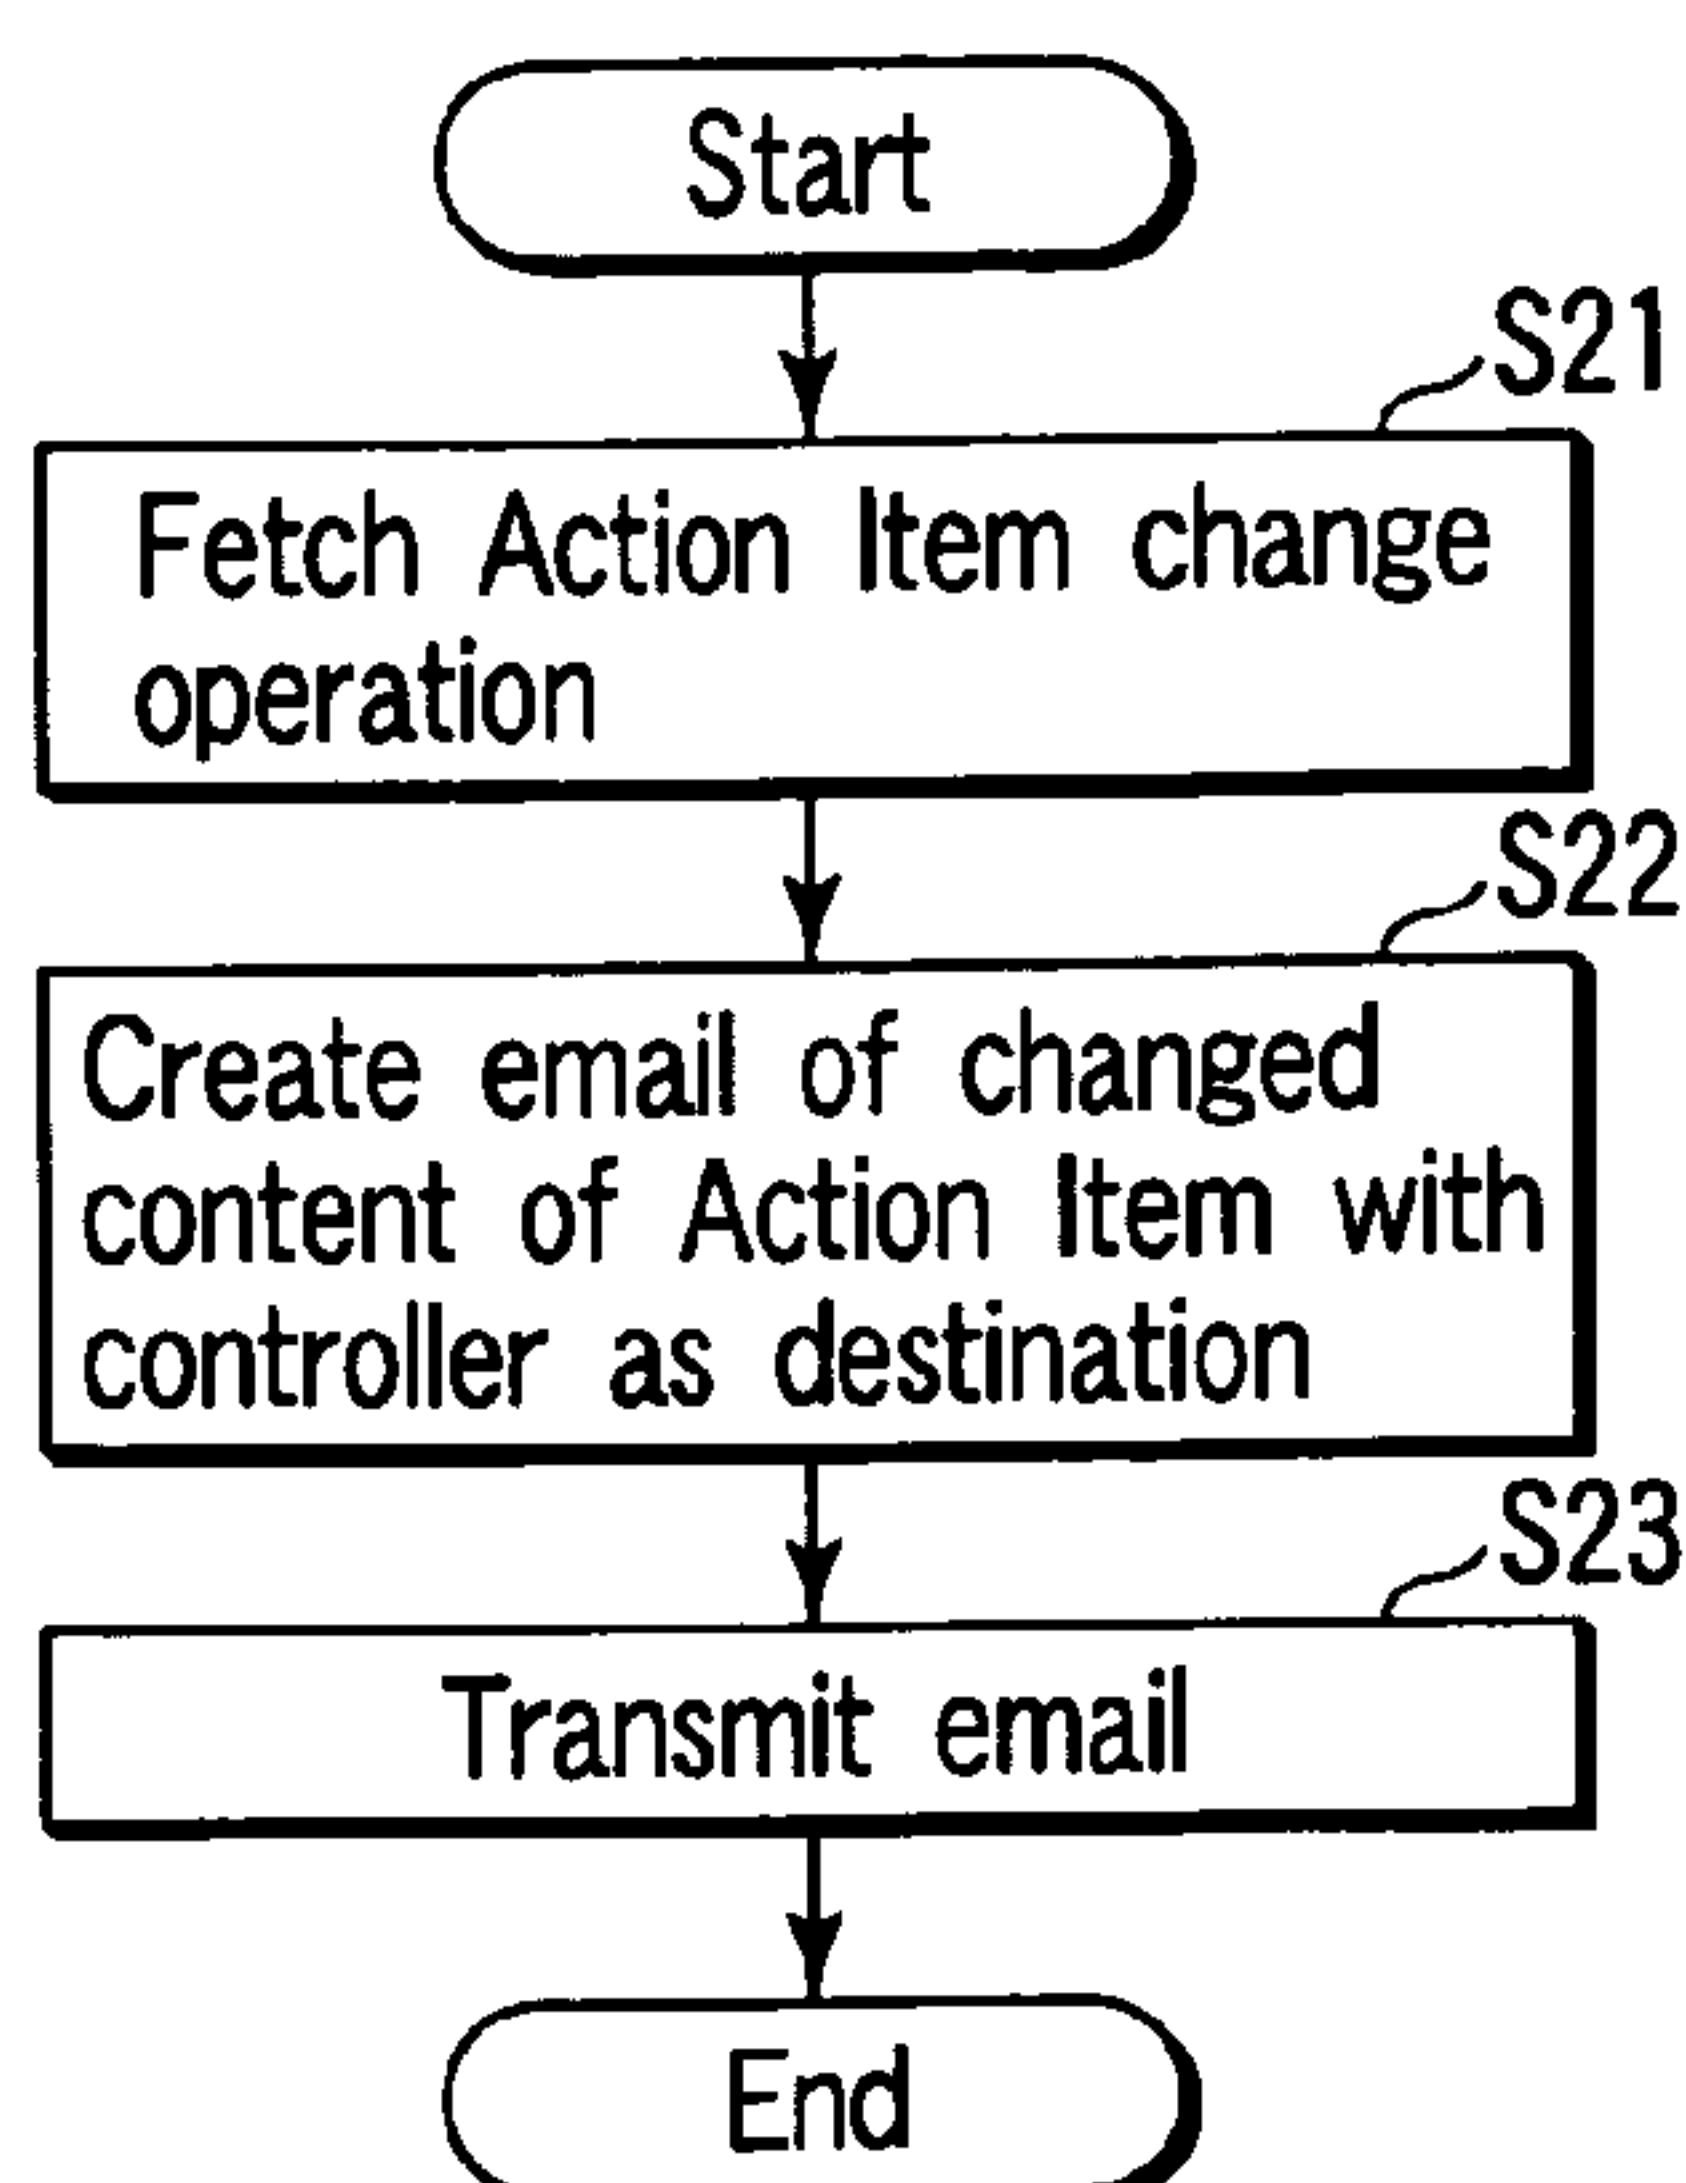 Start
S21
Fetch Action Item change
operation
S22
Create email of changed
content of Action Item with
controller as destination
S23
Transmit email
End